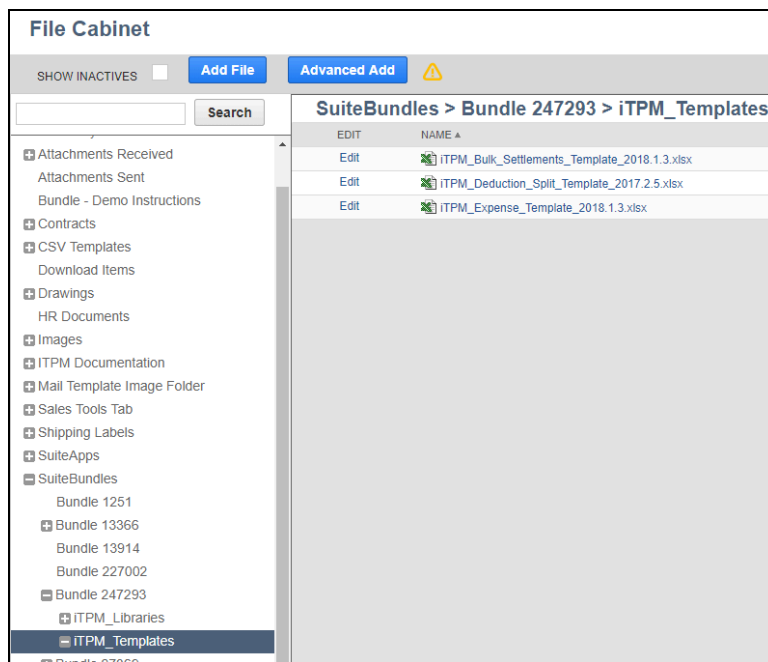 File Cabinet
SHOW INACTIVES
Add File
Advanced Add
Search
Attachments Received
Attachments Sent
Bundle - Demo Instructions
Contracts
CSV Templates
Download Items
Drawings
HR Documents
Images
ITPM Documentation
Mail Template Image Folder
Sales Tools Tab
Shipping Labels
SuiteApps
SuiteBundles
Bundle 1251
Bundle 13366
Bundle 13914
Bundle 227002
Bundle 247293
iTPM_Libraries
iTPM_Templates
SuiteBundles > Bundle 247293 > iTPM_Templates
EDIT NAME ▲
Edit iTPM_Bulk_Settlements_Template_2018.1.3.xlsx
Edit iTPM_Deduction_Split_Template_2017.2.5.xlsx
Edit iTPM_Expense_Template_2018.1.3.xlsx